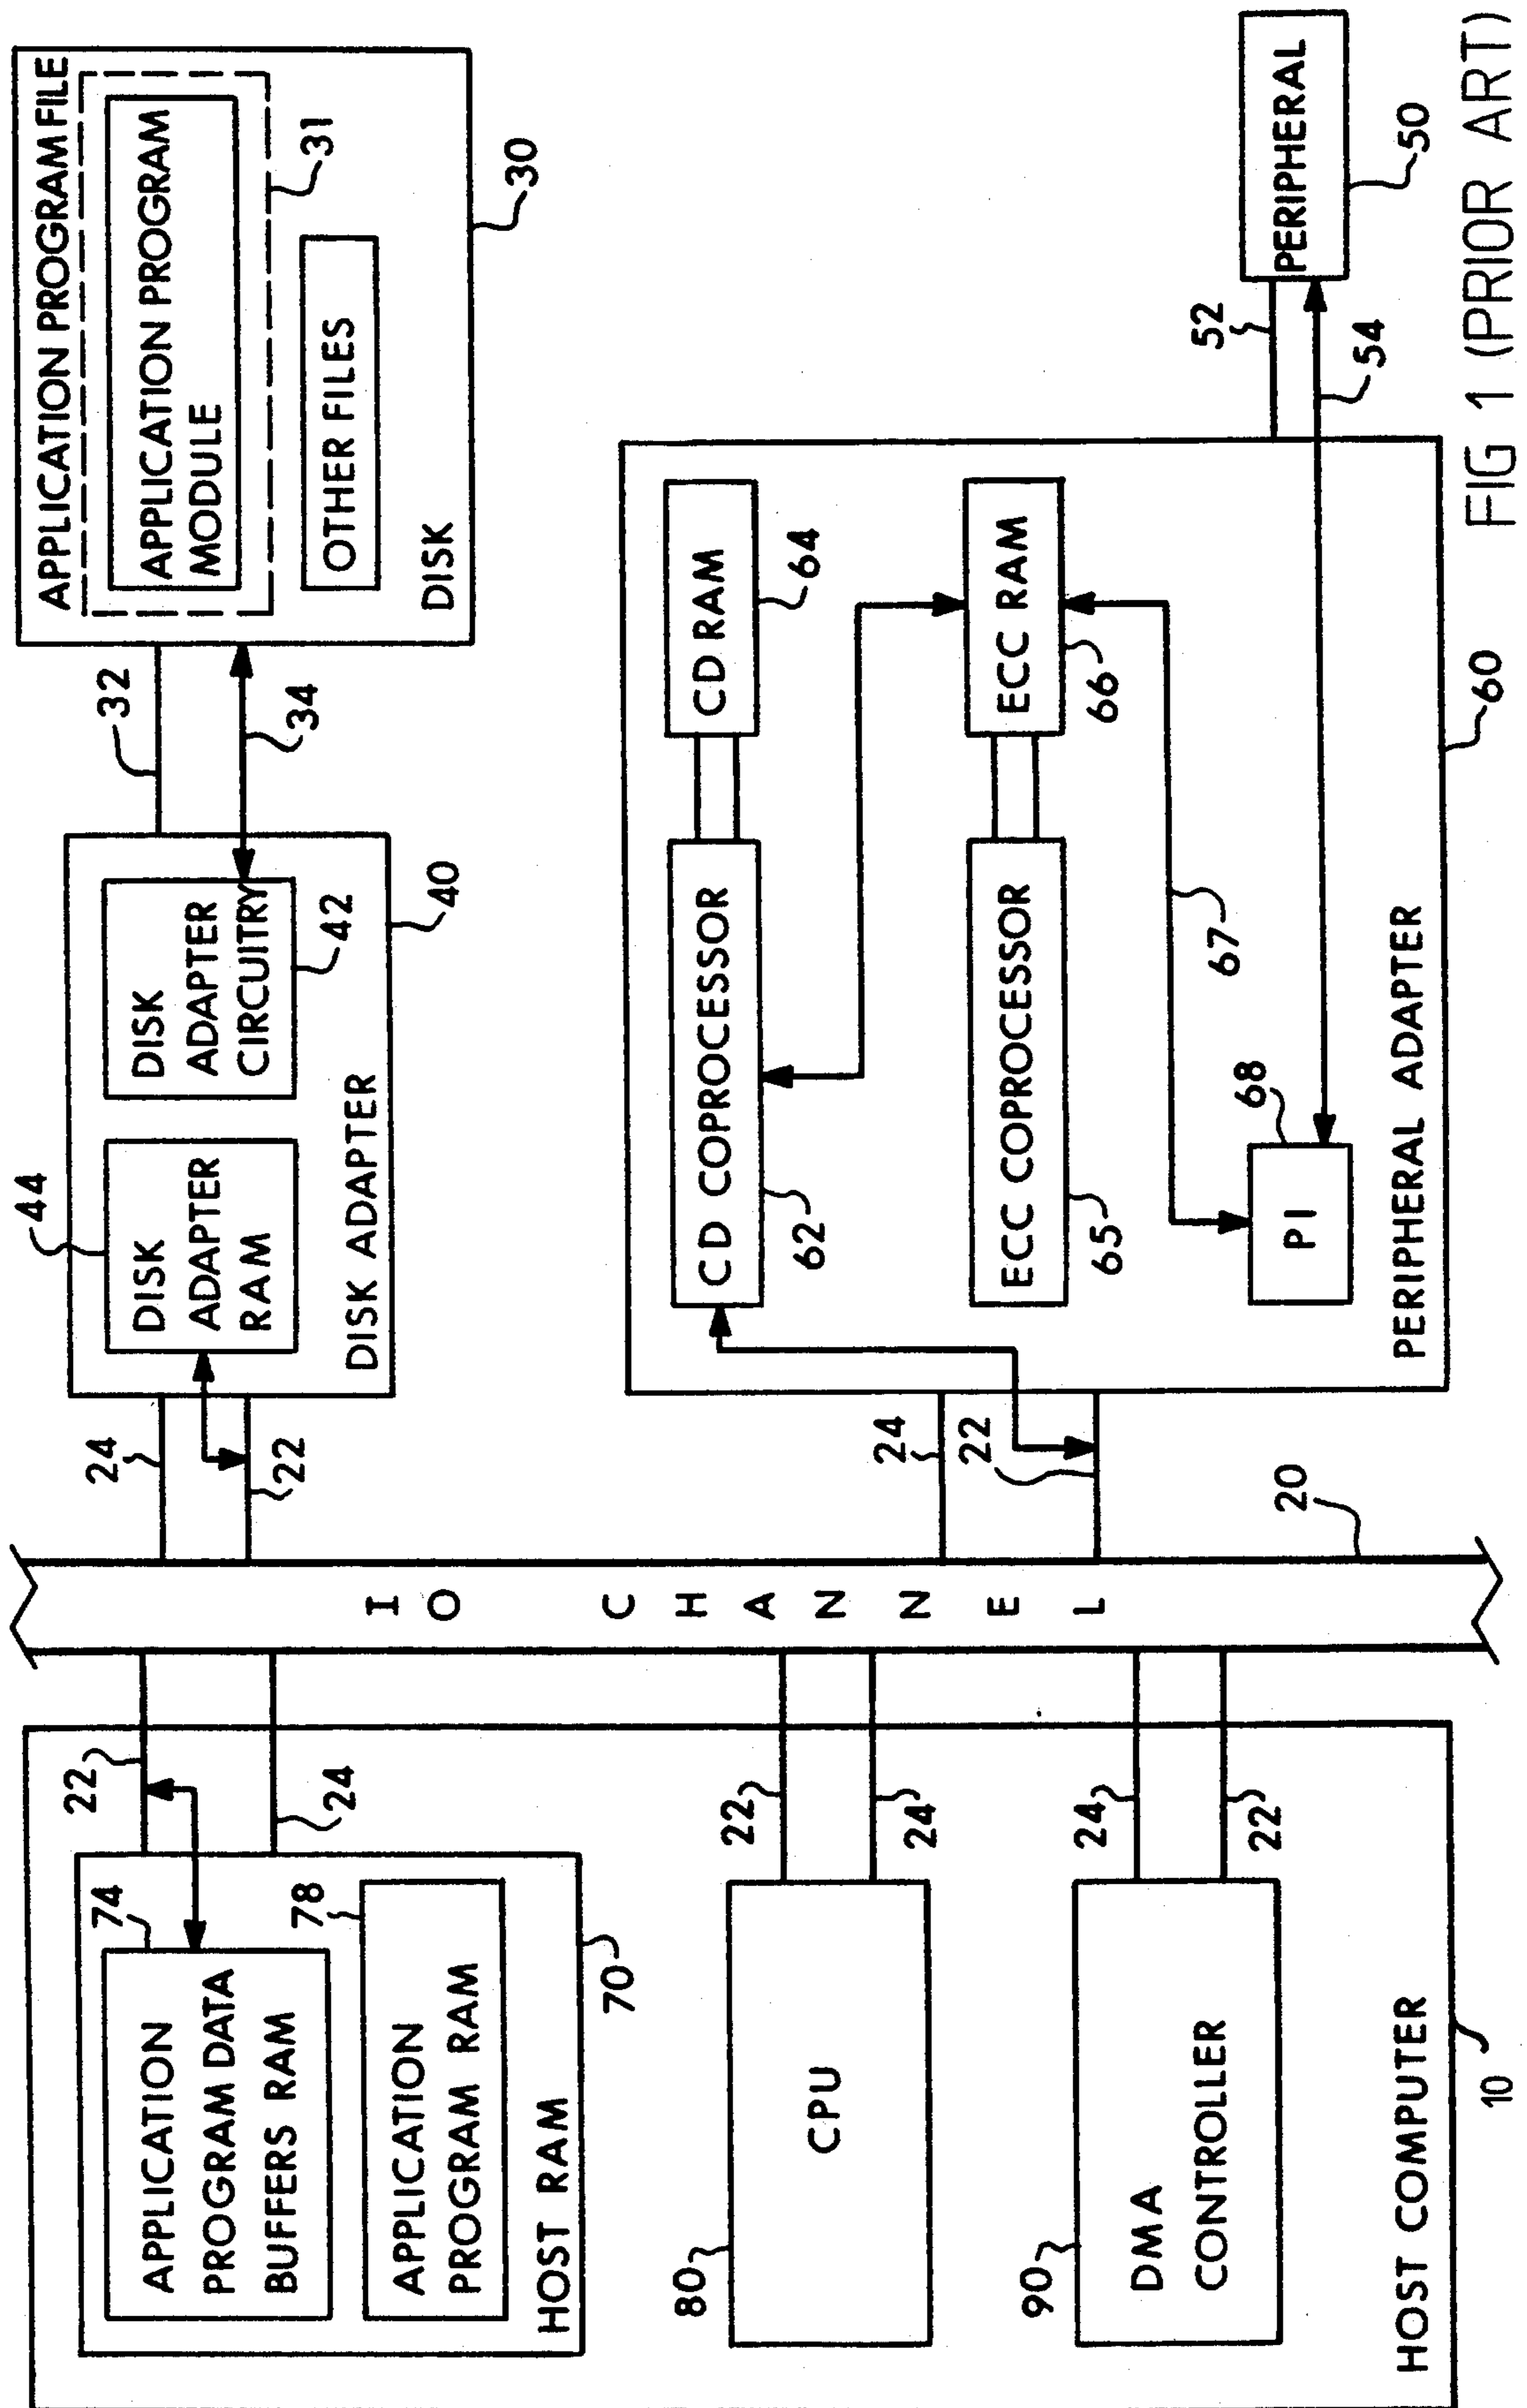 APPLICATION
PROGRAM DATA
BUFFERS RAM
74
22
APPLICATION
PROGRAM RAM
78
24
HOST RAM
70
CPU
80
22
24
DMA
CONTROLLER
90
24
22
HOST COMPUTER
10
IO CHANNEL
20
24
22
44
DISK
ADAPTER
RAM
DISK
ADAPTER
CIRCUITRY
42
DISK ADAPTER
40
32
34
APPLICATION PROGRAM FILE
APPLICATION PROGRAM
MODULE
31
OTHER FILES
DISK
30
24
22
CD COPROCESSOR
62
CD RAM
64
ECC COPROCESSOR
65
ECC RAM
66
67
PI
68
PERIPHERAL ADAPTER
60
52
54
PERIPHERAL
50
FIG 1 (PRIOR ART)